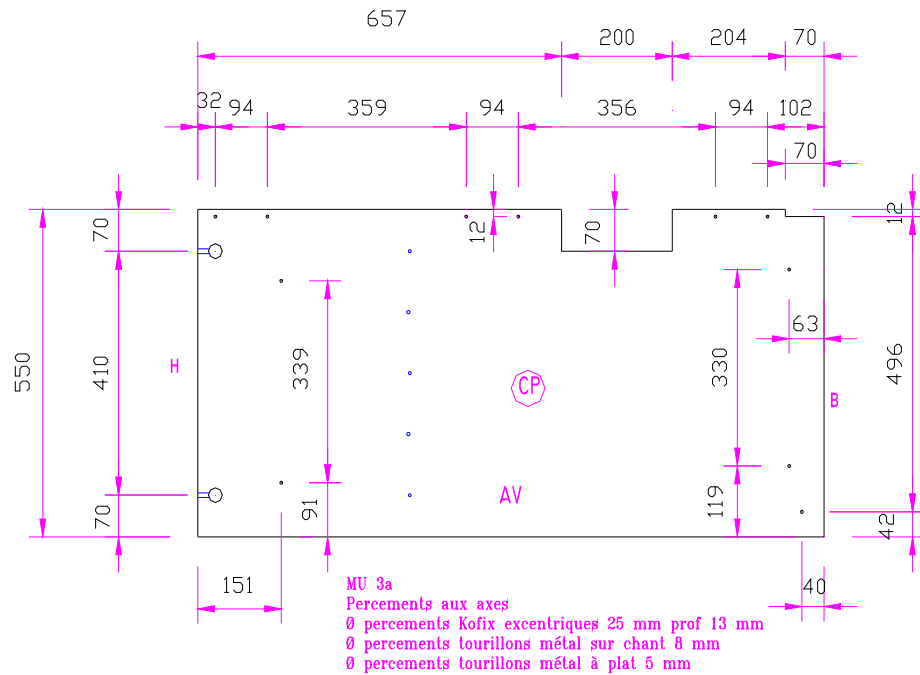 657
200 204 70
32 94 359 94 356 94 102
70
70 12 70 12
550 410 H 339 CP 330 63 496 B
70 91 AV 119 42
151 40
MU 3a
Percements aux axes
Ø percements Kofix excentriques 25 mm prof 13 mm
Ø percements tourillons métal sur chant 8 mm
Ø percements tourillons métal à plat 5 mm